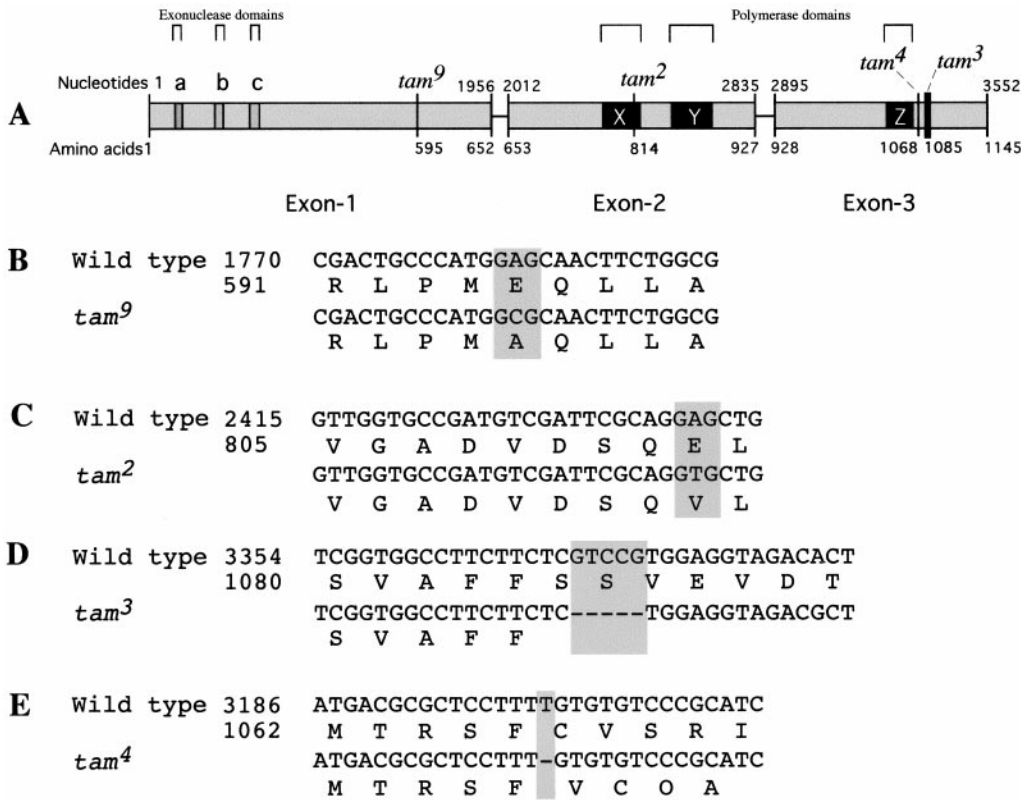 Exonuclease domains
Polymerase domains
Nucleotides 1 a b c tam⁹ 1956 2012 tam² 2835 2895 tam⁴ tam³ 3552
A X Y Z
Amino acids1 595 652 653 814 927 928 1068 1085 1145
Exon-1 Exon-2 Exon-3
B Wild type 1770 CGACTGCCCATGGAGCAACTTCTGGCG
591 R L P M E Q L L A
tam⁹ CGACTGCCCATGGCGCAACTTCTGGCG
R L P M A Q L L A
C Wild type 2415 GTTGGTGCCGATGTCGATTCGCAGGAGCTG
805 V G A D V D S Q E L
tam² GTTGGTGCCGATGTCGATTCGCAGGTGCTG
V G A D V D S Q V L
D Wild type 3354 TCGGTGGCCTTCTTCTCGTCCGTGGAGGTAGACACT
1080 S V A F F S S V E V D T
tam³ TCGGTGGCCTTCTTCTC-----TGGAGGTAGACGCT
S V A F F
E Wild type 3186 ATGACGCGCTCCTTTTGTGTGTCCCGCATC
1062 M T R S F C V S R I
tam⁴ ATGACGCGCTCCTTT-GTGTGTCCCGCATC
M T R S F V C O A